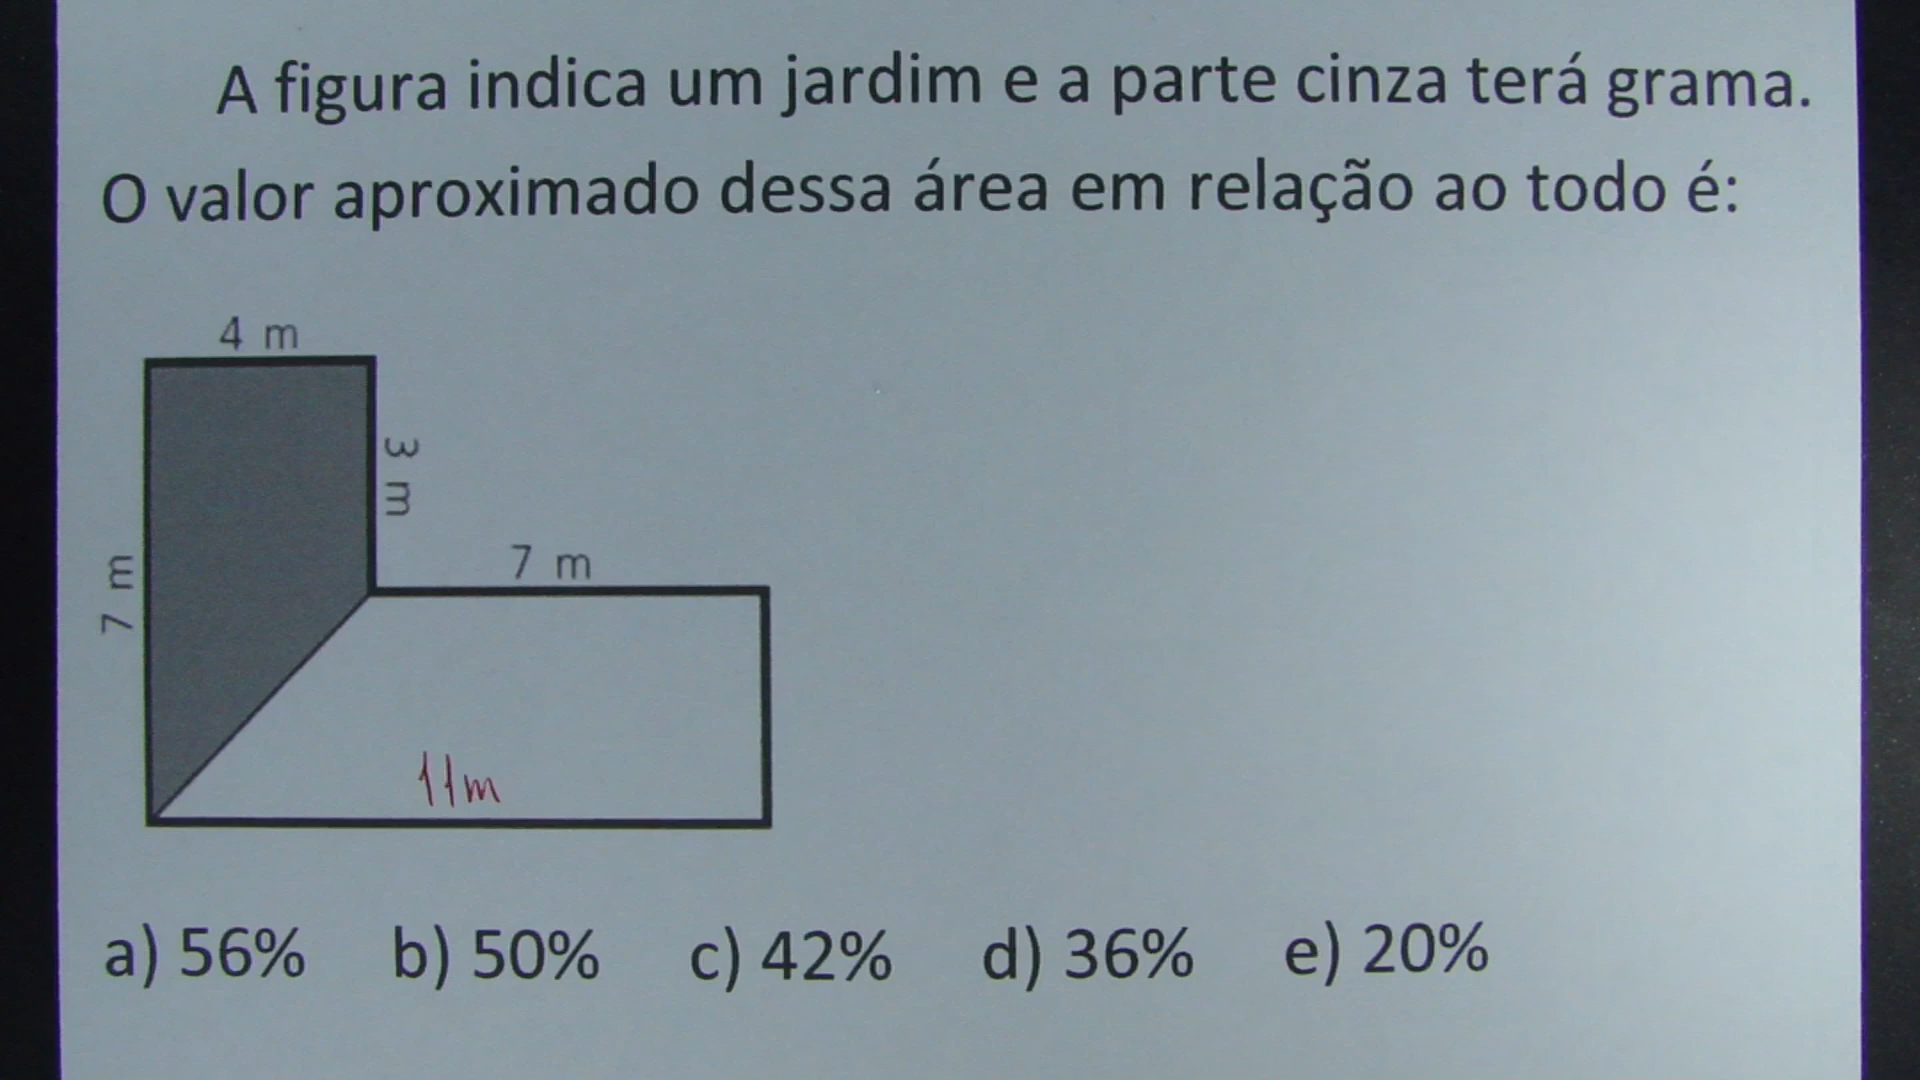 A figura indica um jardim e a parte cinza terá grama.
O valor aproximado dessa área em relação ao todo é:
4 m
3 m
7 m
7 m
11m
a) 56% b) 50% c) 42% d) 36% e) 20%